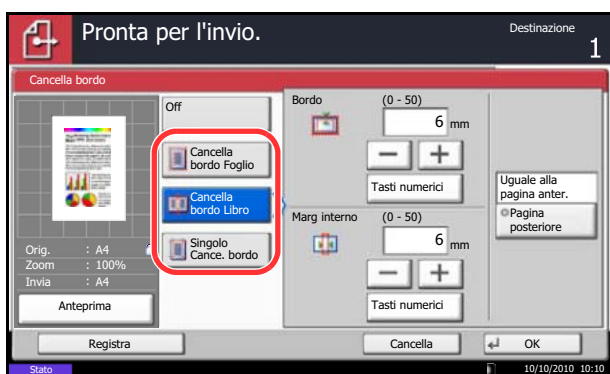 Pronta per l'invio.
Destinazione
1
Cancella bordo
Off
Cancella
bordo Foglio
Cancella
bordo Libro
Singolo
Cance. bordo
Bordo
(0 - 50)
6 mm
Tasti numerici
Marg interno
(0 - 50)
6 mm
Tasti numerici
Uguale alla
pagina anter.
Pagina
posteriore
Orig. : A4
Zoom : 100%
Invia : A4
Anteprima
Registra
Cancella
OK
Stato
10/10/2010 10:10